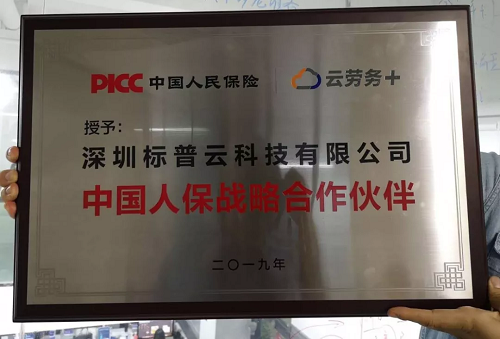 PICC 中国人民保险 云劳务+
授予：
深圳标普云科技有限公司
中国人保战略合作伙伴
二〇一九年